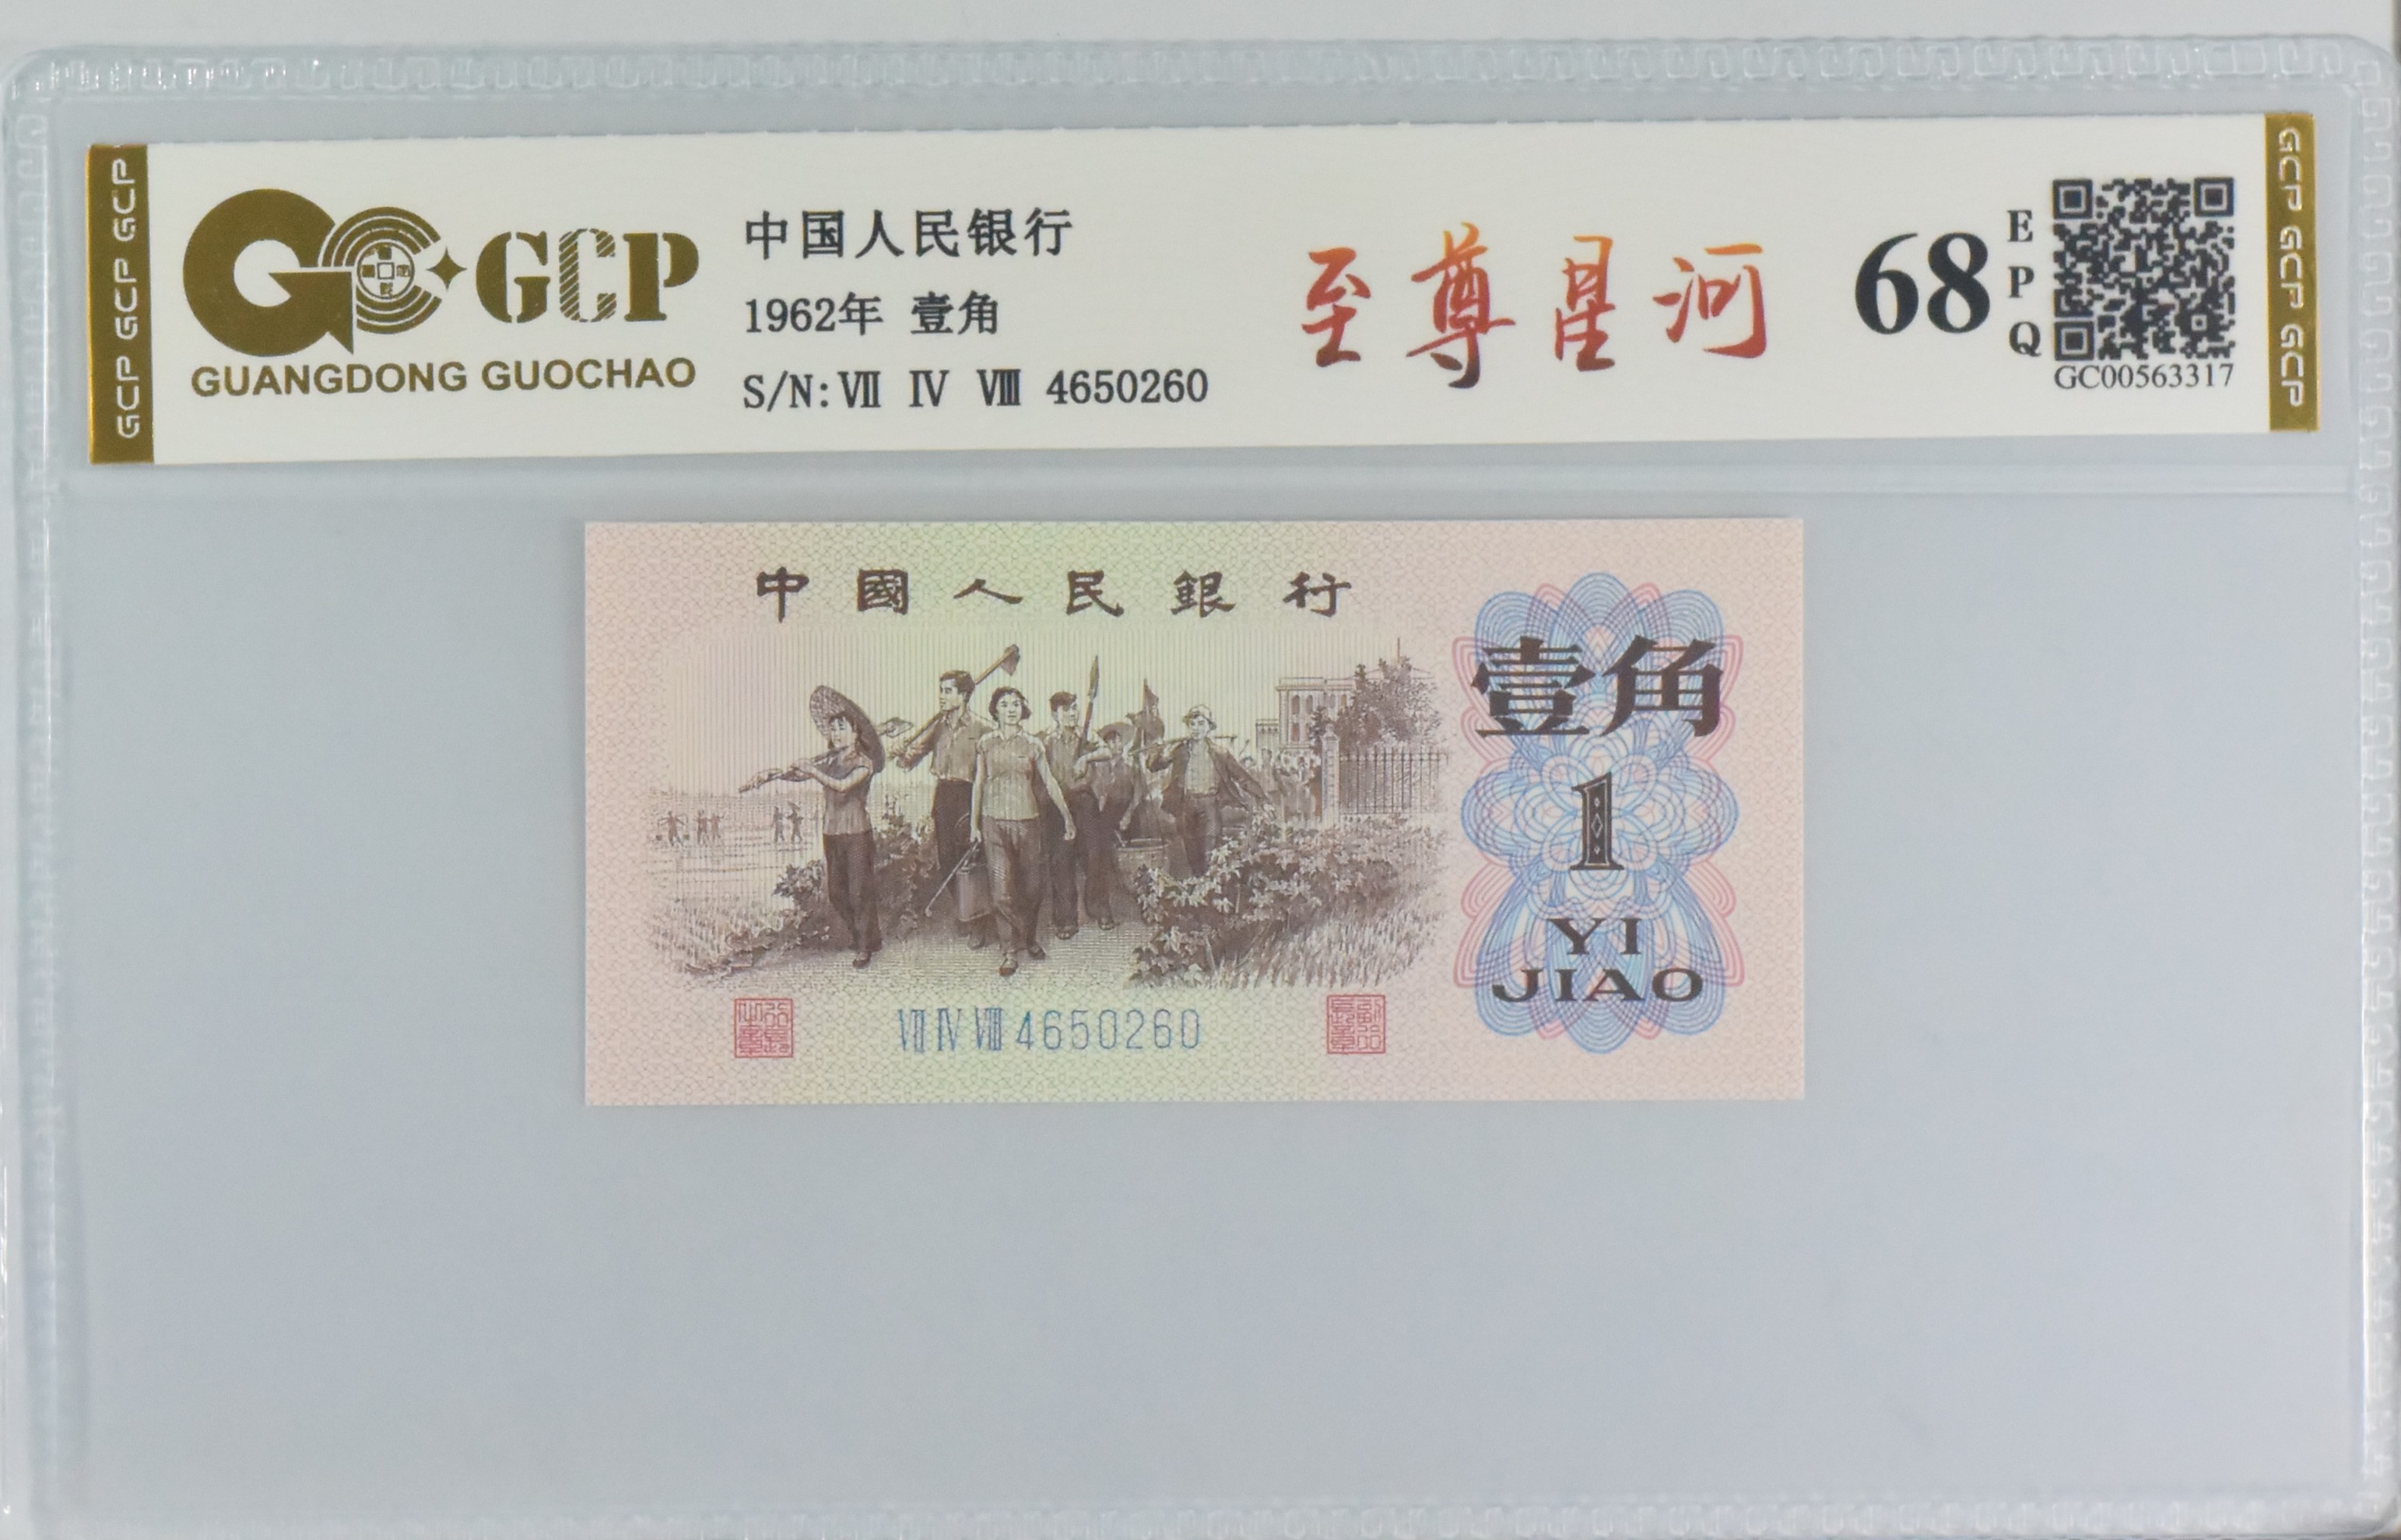 GCP GCP GCP
GCP
GUANGDONG GUOCHAO
中国人民银行
1962年 壹角
S/N: Ⅶ Ⅳ Ⅷ 4650260
至尊星河
68
EPQ
GC00563317
GCP GCP GCP
中國人民銀行
壹角
1
YI
JIAO
Ⅶ Ⅳ Ⅷ 4650260